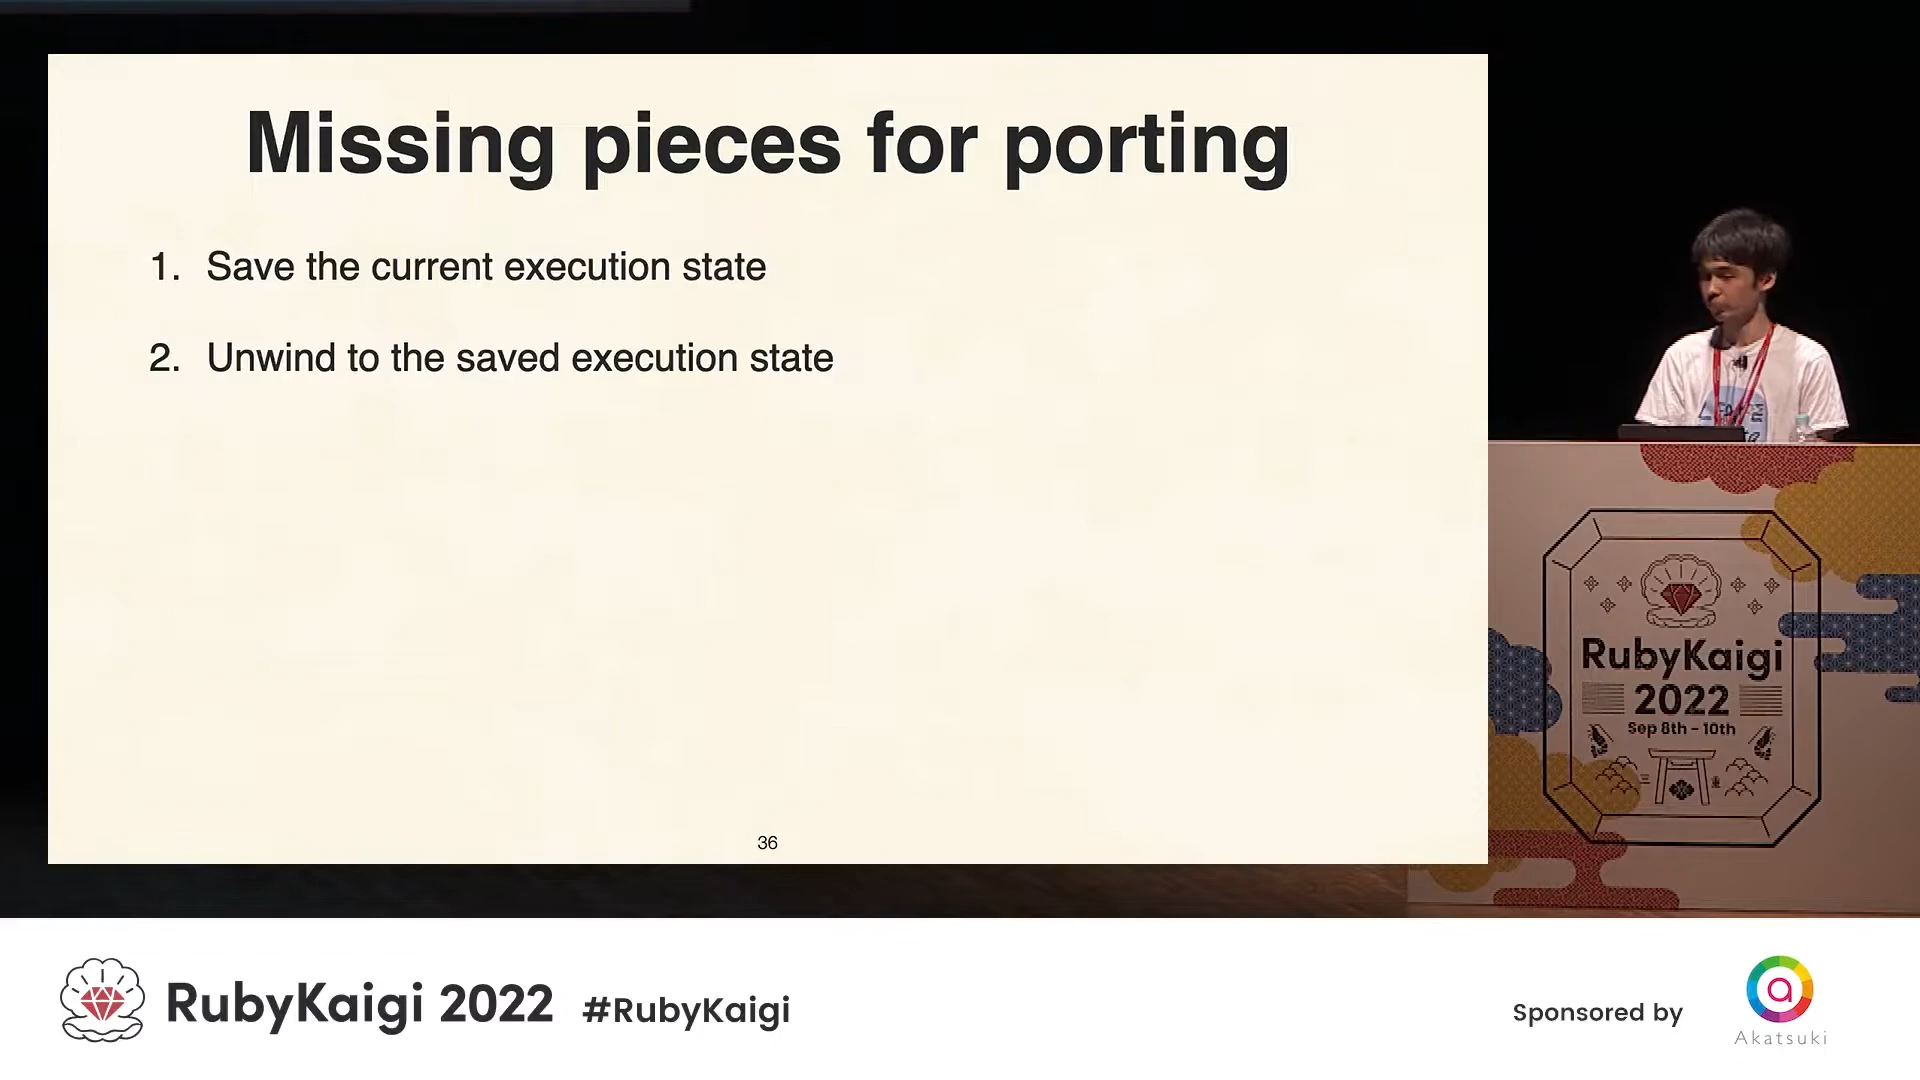 Missing pieces for porting
1. Save the current execution state
2. Unwind to the saved execution state
36
RubyKaigi
2022
Sep 8th - 10th
RubyKaigi 2022 #RubyKaigi
Sponsored by
a
Akatsuki